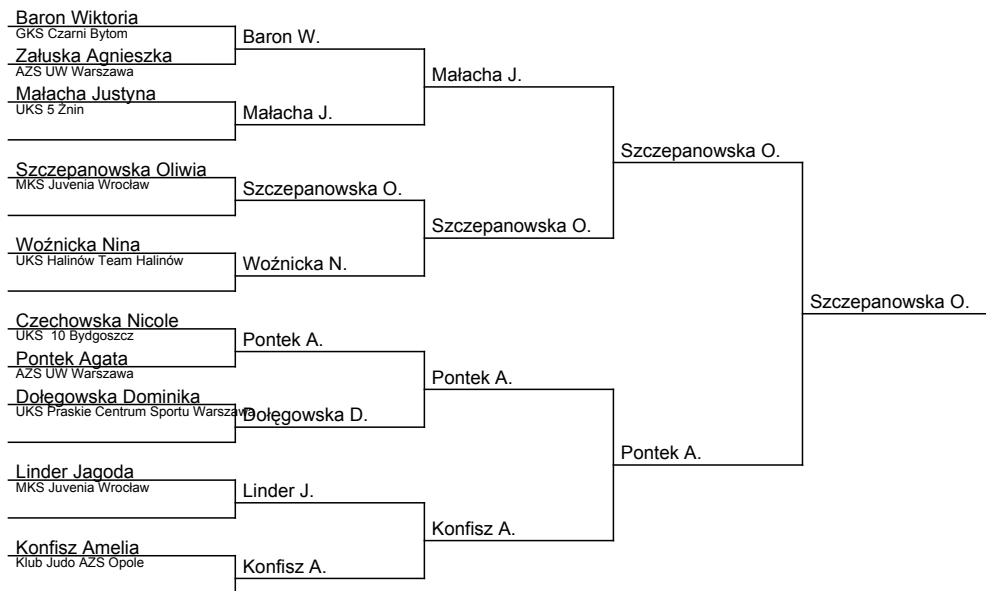 Baron Wiktoria
GKS Czarni Bytom
Baron W.
Załuska Agnieszka
AZS UW Warszawa
Małacha J.
Małacha Justyna
UKS 5 Żnin
Małacha J.
Szczepanowska O.
Szczepanowska Oliwia
MKS Juvenia Wrocław
Szczepanowska O.
Szczepanowska O.
Woźnicka Nina
UKS Halinów Team Halinów
Woźnicka N.
Szczepanowska O.
Czechowska Nicole
UKS  10 Bydgoszcz
Pontek A.
Pontek Agata
AZS UW Warszawa
Pontek A.
Dołęgowska Dominika
UKS Praskie Centrum Sportu Warszawa
Dołęgowska D.
Pontek A.
Linder Jagoda
MKS Juvenia Wrocław
Linder J.
Konfisz A.
Konfisz Amelia
Klub Judo AZS Opole
Konfisz A.